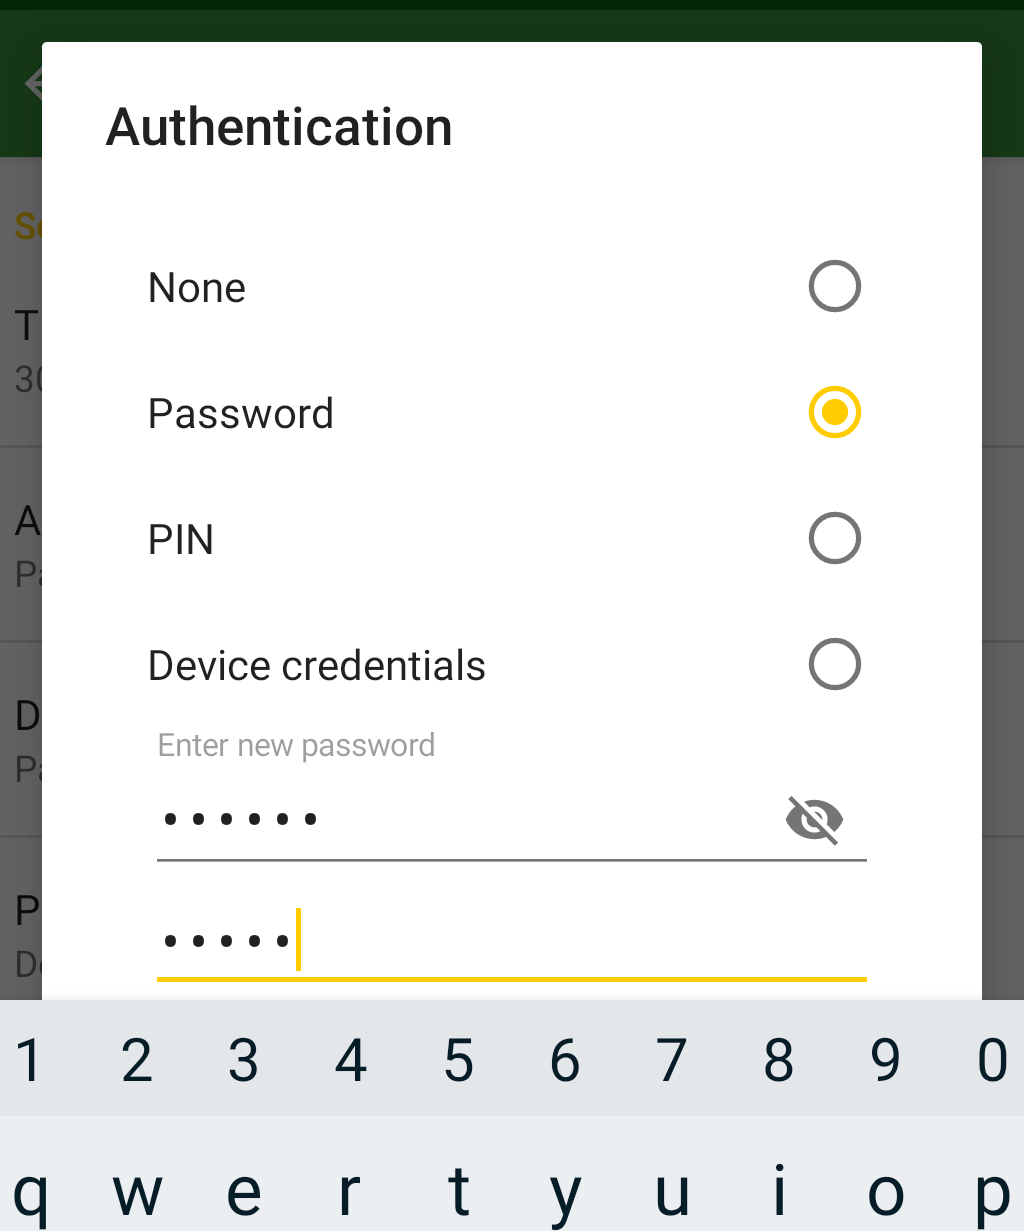 Authentication
None
Password
PIN
Device credentials
Enter new password
••••••
•••••
1 2 3 4 5 6 7 8 9 0
q w e r t y u i o p